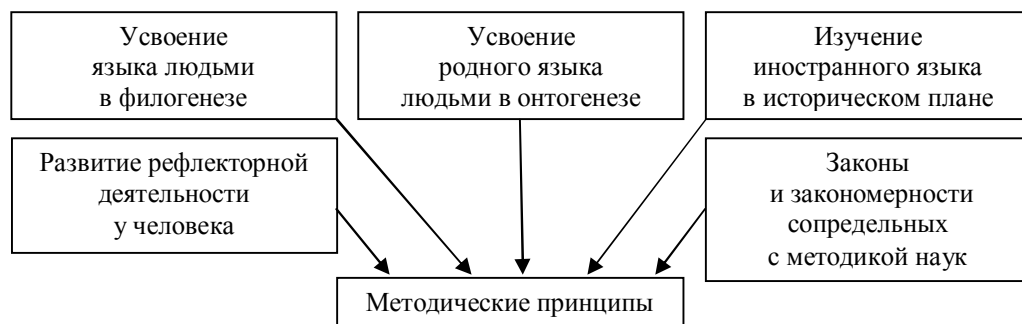 Усвоение
языка людьми
в филогенезе
Усвоение
родного языка
людьми в онтогенезе
Изучение
иностранного языка
в историческом плане
Развитие рефлекторной
деятельности
у человека
Законы
и закономерности
сопредельных
с методикой наук
Методические принципы